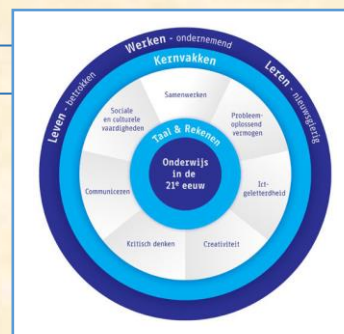 Leven - betrokken
Werken - ondernemend
Leren - nieuwsgierig
Kernvakken
Samenwerken
Probleem-
oplossend
vermogen
Ict-
geletterdheid
Creativiteit
Kritisch denken
Communiceren
Sociale
en culturele
vaardigheden
Taal & Rekenen
Onderwijs
in de
21e eeuw